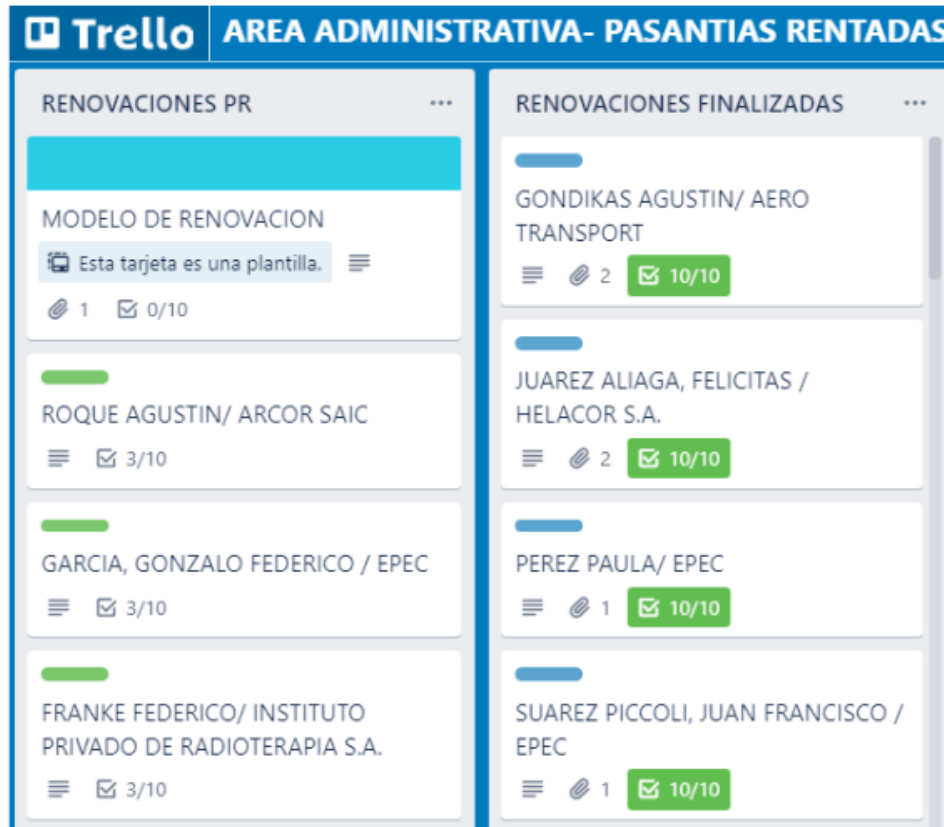 Trello
AREA ADMINISTRATIVA- PASANTIAS RENTADAS
RENOVACIONES PR
MODELO DE RENOVACION
Esta tarjeta es una plantilla.
1 0/10
ROQUE AGUSTIN/ ARCOR SAIC
3/10
GARCIA, GONZALO FEDERICO / EPEC
3/10
FRANKE FEDERICO/ INSTITUTO
PRIVADO DE RADIOTERAPIA S.A.
3/10
RENOVACIONES FINALIZADAS
GONDIKAS AGUSTIN/ AERO
TRANSPORT
2 10/10
JUAREZ ALIAGA, FELICITAS /
HELACOR S.A.
2 10/10
PEREZ PAULA/ EPEC
1 10/10
SUAREZ PICCOLI, JUAN FRANCISCO /
EPEC
1 10/10